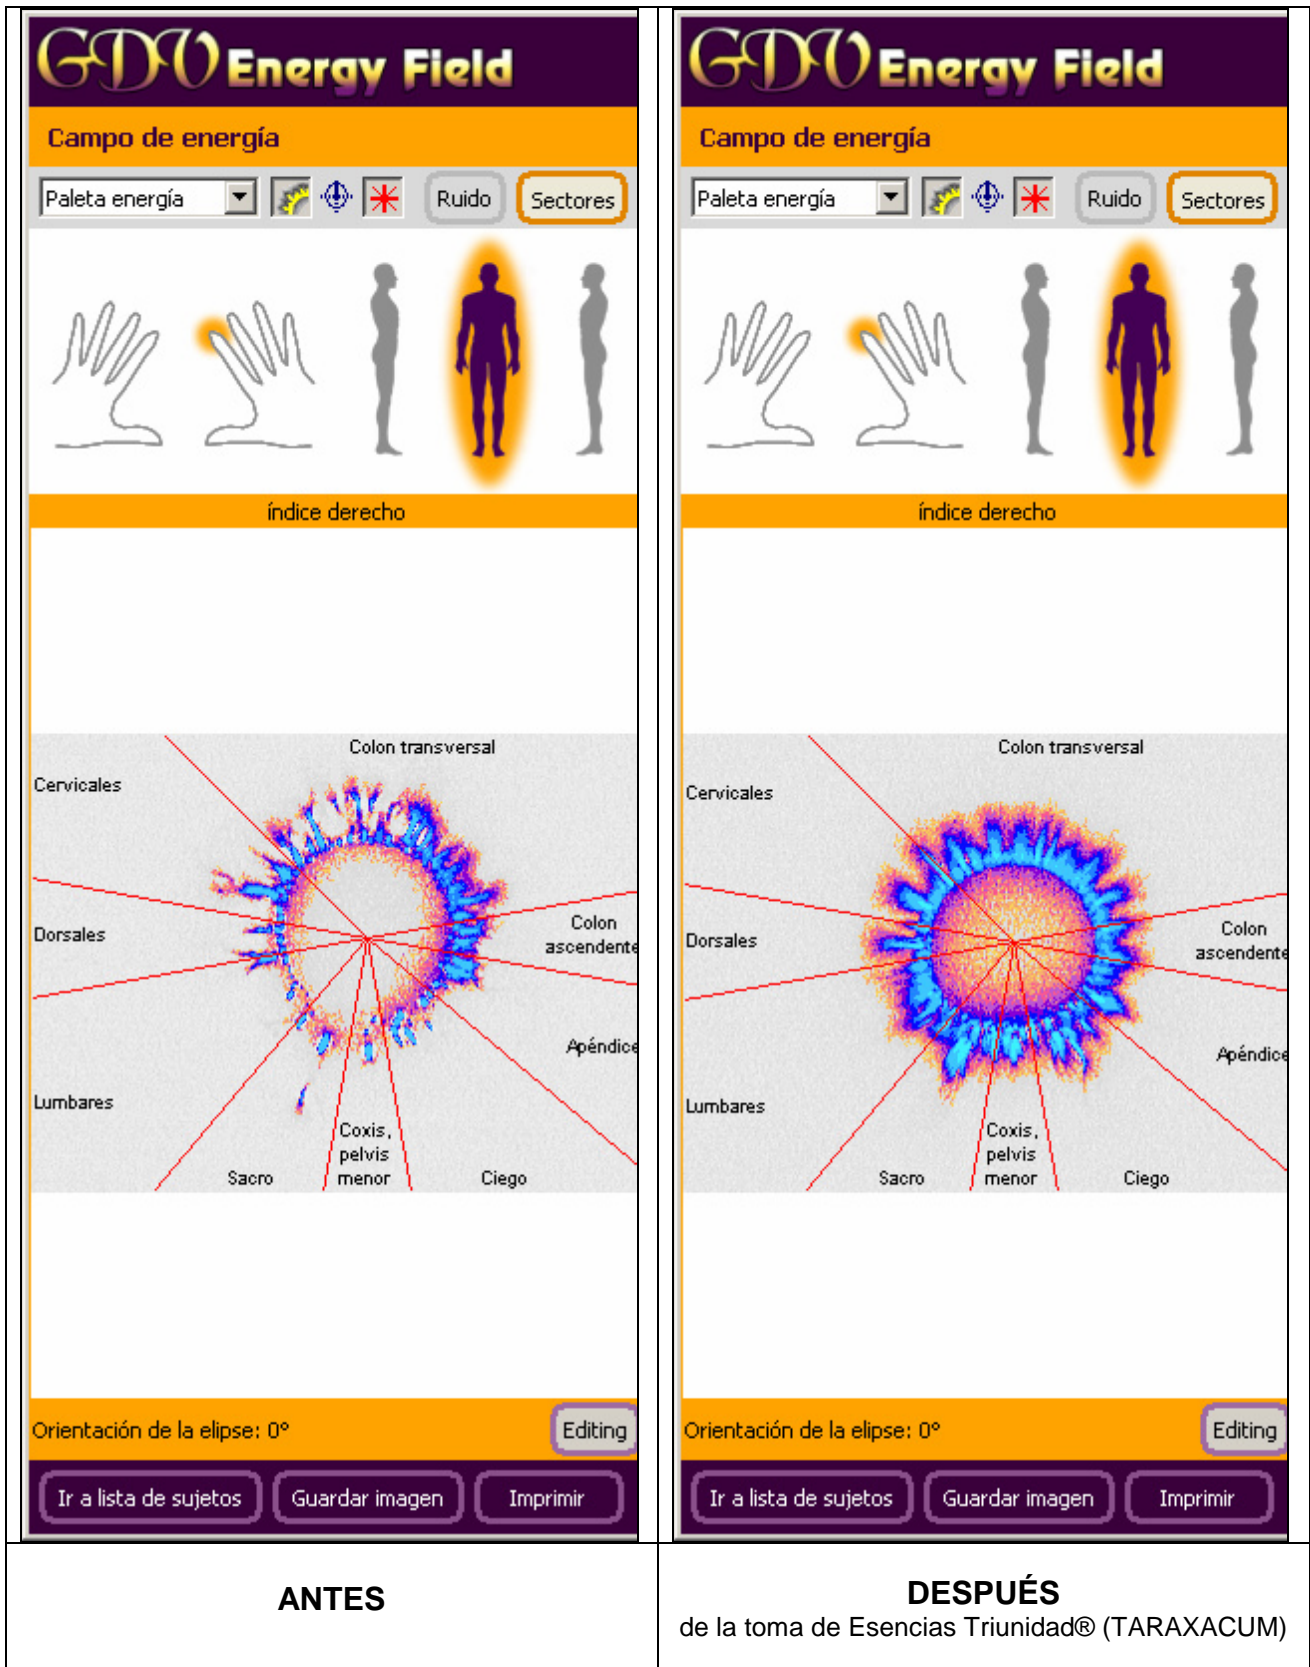 GDV Energy Field
Campo de energía
Paleta energía
Ruido
Sectores
índice derecho
Colon transversal
Cervicales
Dorsales
Colon
ascendente
Apéndice
Lumbares
Coxis,
pelvis
menor
Sacro
Ciego
Orientación de la elipse: 0°
Editing
Ir a lista de sujetos
Guardar imagen
Imprimir
ANTES
GDV Energy Field
Campo de energía
Paleta energía
Ruido
Sectores
índice derecho
Colon transversal
Cervicales
Dorsales
Colon
ascendente
Apéndice
Lumbares
Coxis,
pelvis
menor
Sacro
Ciego
Orientación de la elipse: 0°
Editing
Ir a lista de sujetos
Guardar imagen
Imprimir
DESPUÉS
de la toma de Esencias Triunidad® (TARAXACUM)